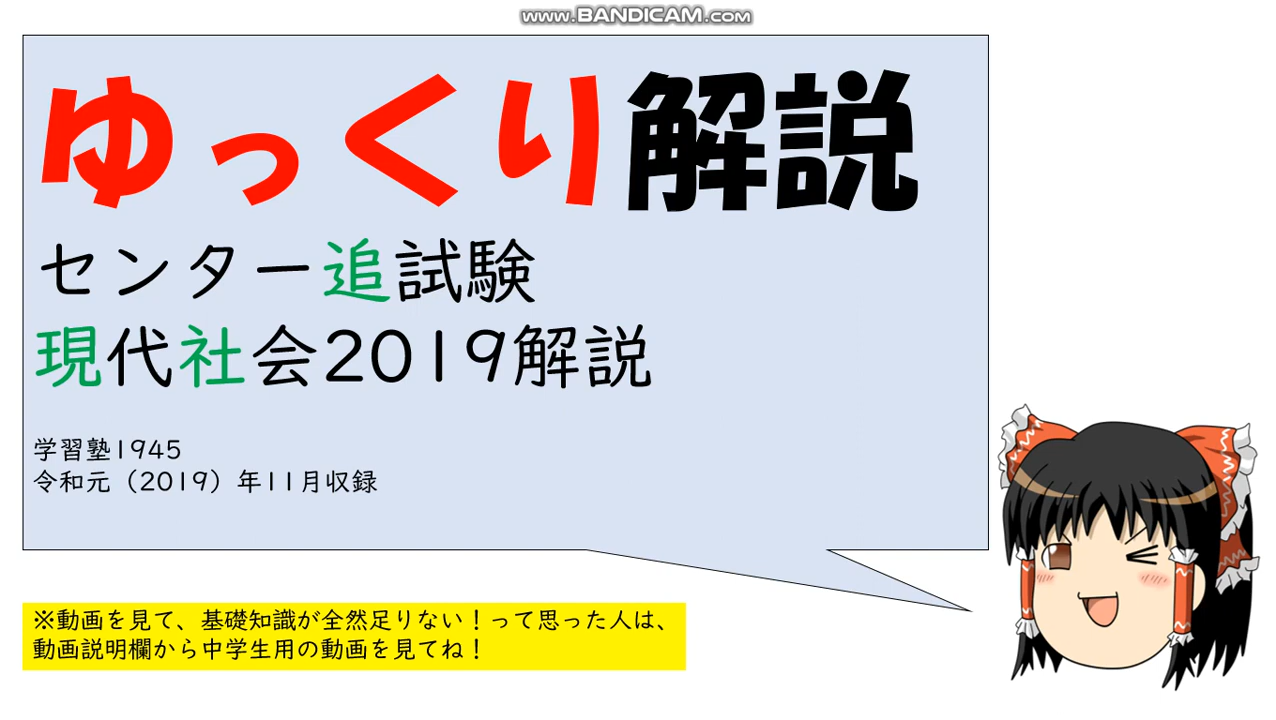 www.BANDICAM.com
ゆっくり解説
センター追試験
現代社会2019解説
学習塾1945
令和元（2019）年11月収録
※動画を見て、基礎知識が全然足りない！って思った人は、
動画説明欄から中学生用の動画を見てね！